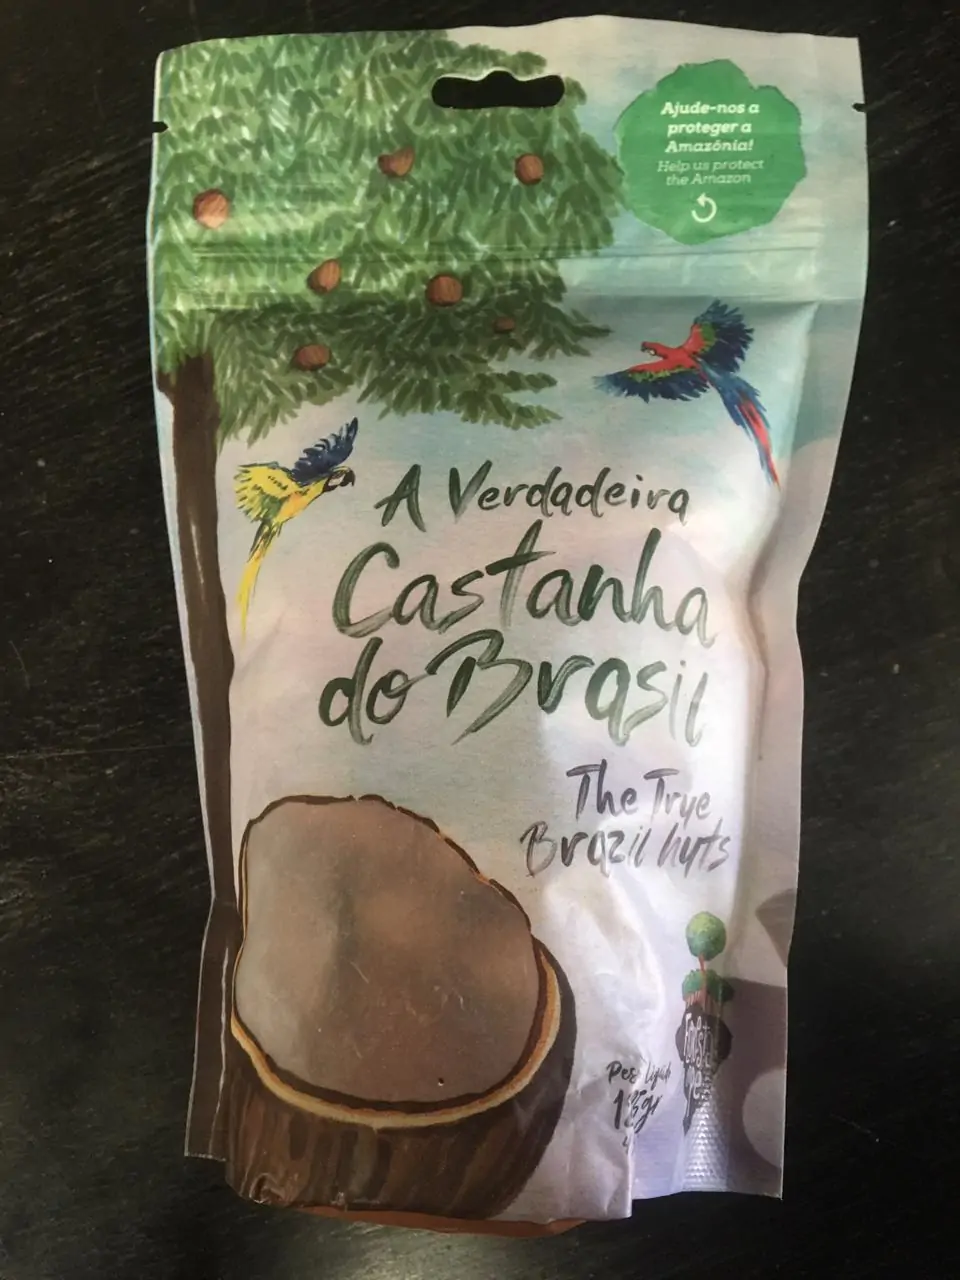 Ajude-nos a
proteger a
Amazônia!
Help us protect
the Amazon
A Verdadeira
Castanha
do Brasil
The True
Brazil nuts